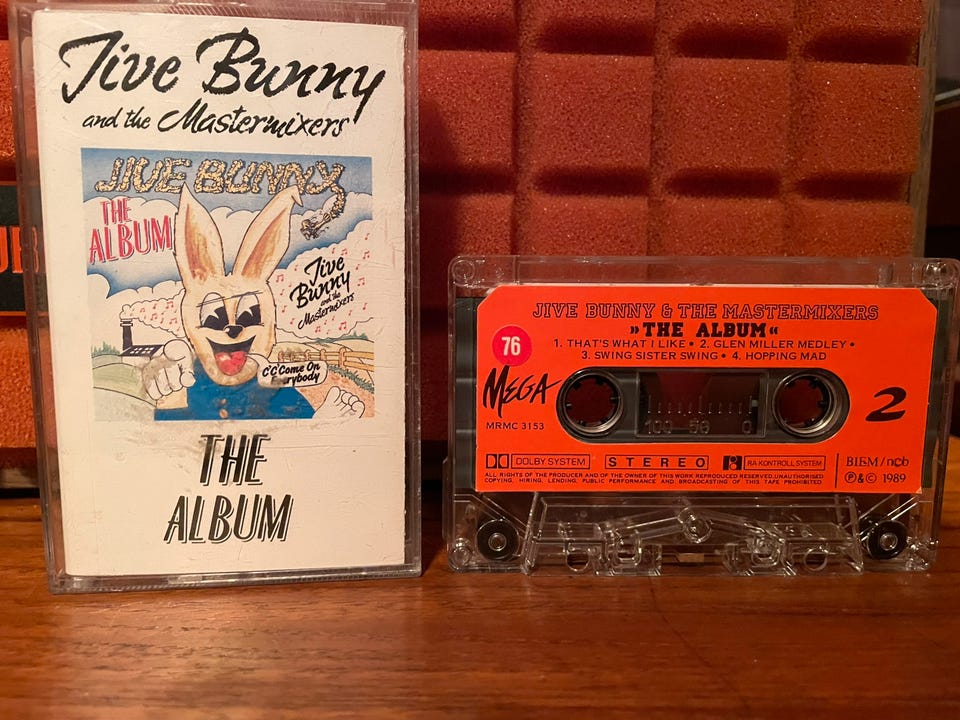 Jive Bunny
and the Mastermixers
JIVE BUNNY
THE
ALBUM
Jive
Bunny
and the
Mastermixers
C'C'Come On
Everybody
THE
ALBUM
JIVE BUNNY & THE MASTERMIXERS
»THE ALBUM«
1. THAT'S WHAT I LIKE • 2. GLEN MILLER MEDLEY •
3. SWING SISTER SWING • 4. HOPPING MAD
76
MEGA
MRMC 3153
100 50 0
2
DOLBY SYSTEM
STEREO
RA KONTROLL SYSTEM
BIEM/ncb
ALL RIGHTS OF THE PRODUCER AND OF THE OWNER OF THIS WORK REPRODUCED RESERVED. UNAUTHORISED
COPYING, HIRING, LENDING, PUBLIC PERFORMANCE AND BROADCASTING OF THIS TAPE PROHIBITED
℗&© 1989